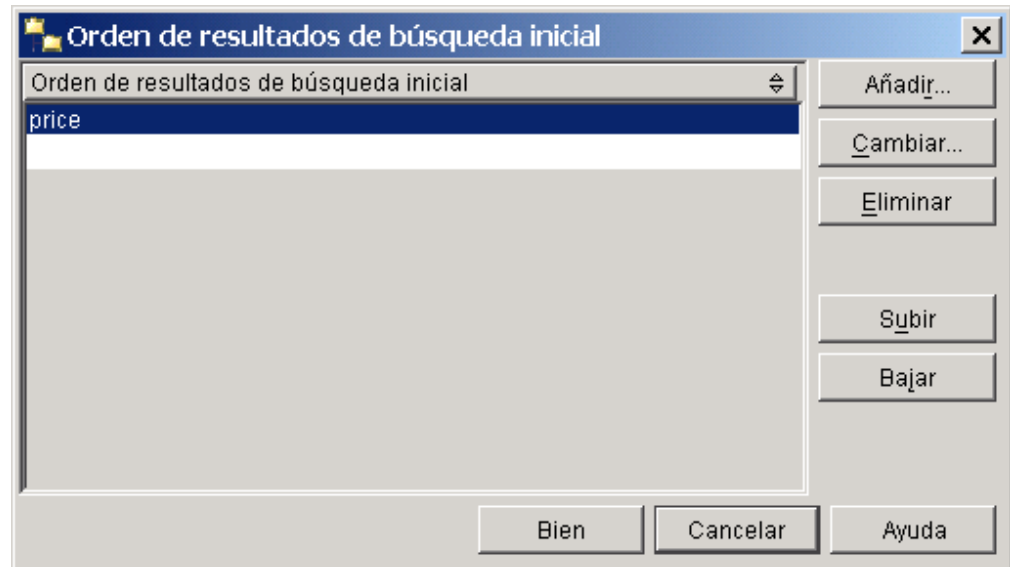 Orden de resultados de búsqueda inicial
Orden de resultados de búsqueda inicial
price
Añadir...
Cambiar...
Eliminar
Subir
Bajar
Bien
Cancelar
Ayuda